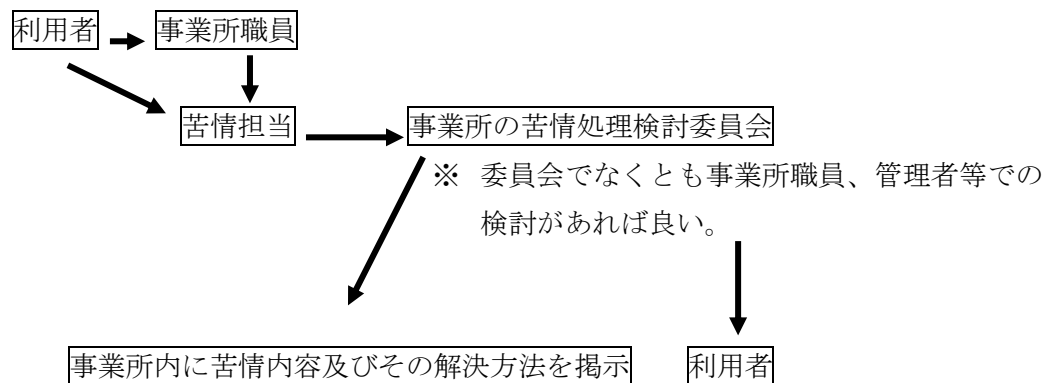 利用者 事業所職員
苦情担当 事業所の苦情処理検討委員会
※ 委員会でなくとも事業所職員、管理者等での
検討があれば良い。
事業所内に苦情内容及びその解決方法を掲示 利用者